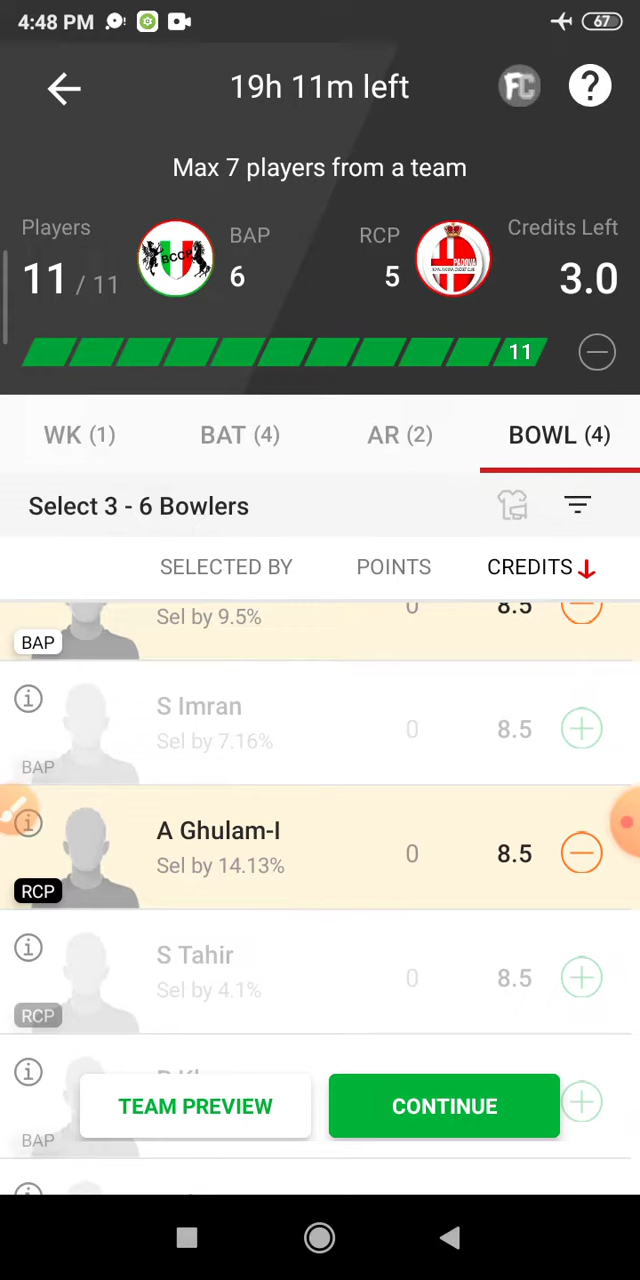 4:48 PM
67
19h 11m left
FC
?
Max 7 players from a team
Players
11 / 11
BCCP
BAP
6
RCP
5
PADOVA
Credits Left
3.0
11
WK (1)
BAT (4)
AR (2)
BOWL (4)
Select 3 - 6 Bowlers
SELECTED BY
POINTS
CREDITS
Sel by 9.5%
0
8.5
BAP
S Imran
Sel by 7.16%
0
8.5
BAP
A Ghulam-I
Sel by 14.13%
0
8.5
RCP
S Tahir
Sel by 4.1%
0
8.5
RCP
BAP
TEAM PREVIEW
CONTINUE